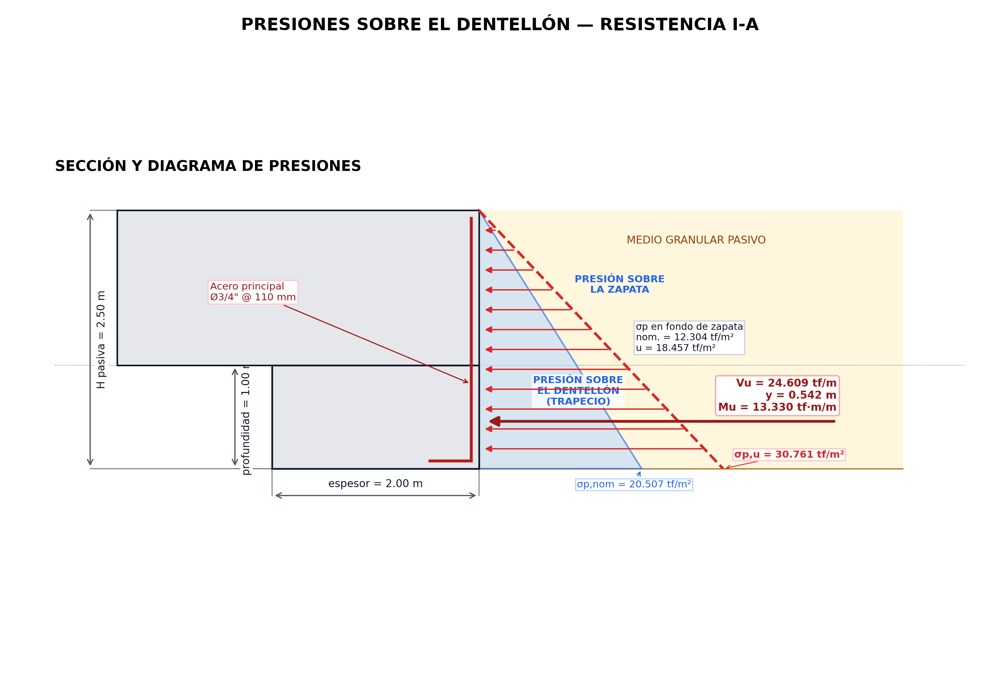 PRESIONES SOBRE EL DENTELLÓN — RESISTENCIA I-A
SECCIÓN Y DIAGRAMA DE PRESIONES
MEDIO GRANULAR PASIVO
PRESIÓN SOBRE
LA ZAPATA
Acero principal
Ø3/4" @ 110 mm
H pasiva = 2.50 m
σp en fondo de zapata
nom. = 12.304 tf/m²
u = 18.457 tf/m²
profundidad = 1.00
PRESIÓN SOBRE
EL DENTELLÓN
(TRAPECIO)
Vu = 24.609 tf/m
y = 0.542 m
Mu = 13.330 tf·m/m
σp,u = 30.761 tf/m²
espesor = 2.00 m
σp,nom = 20.507 tf/m²